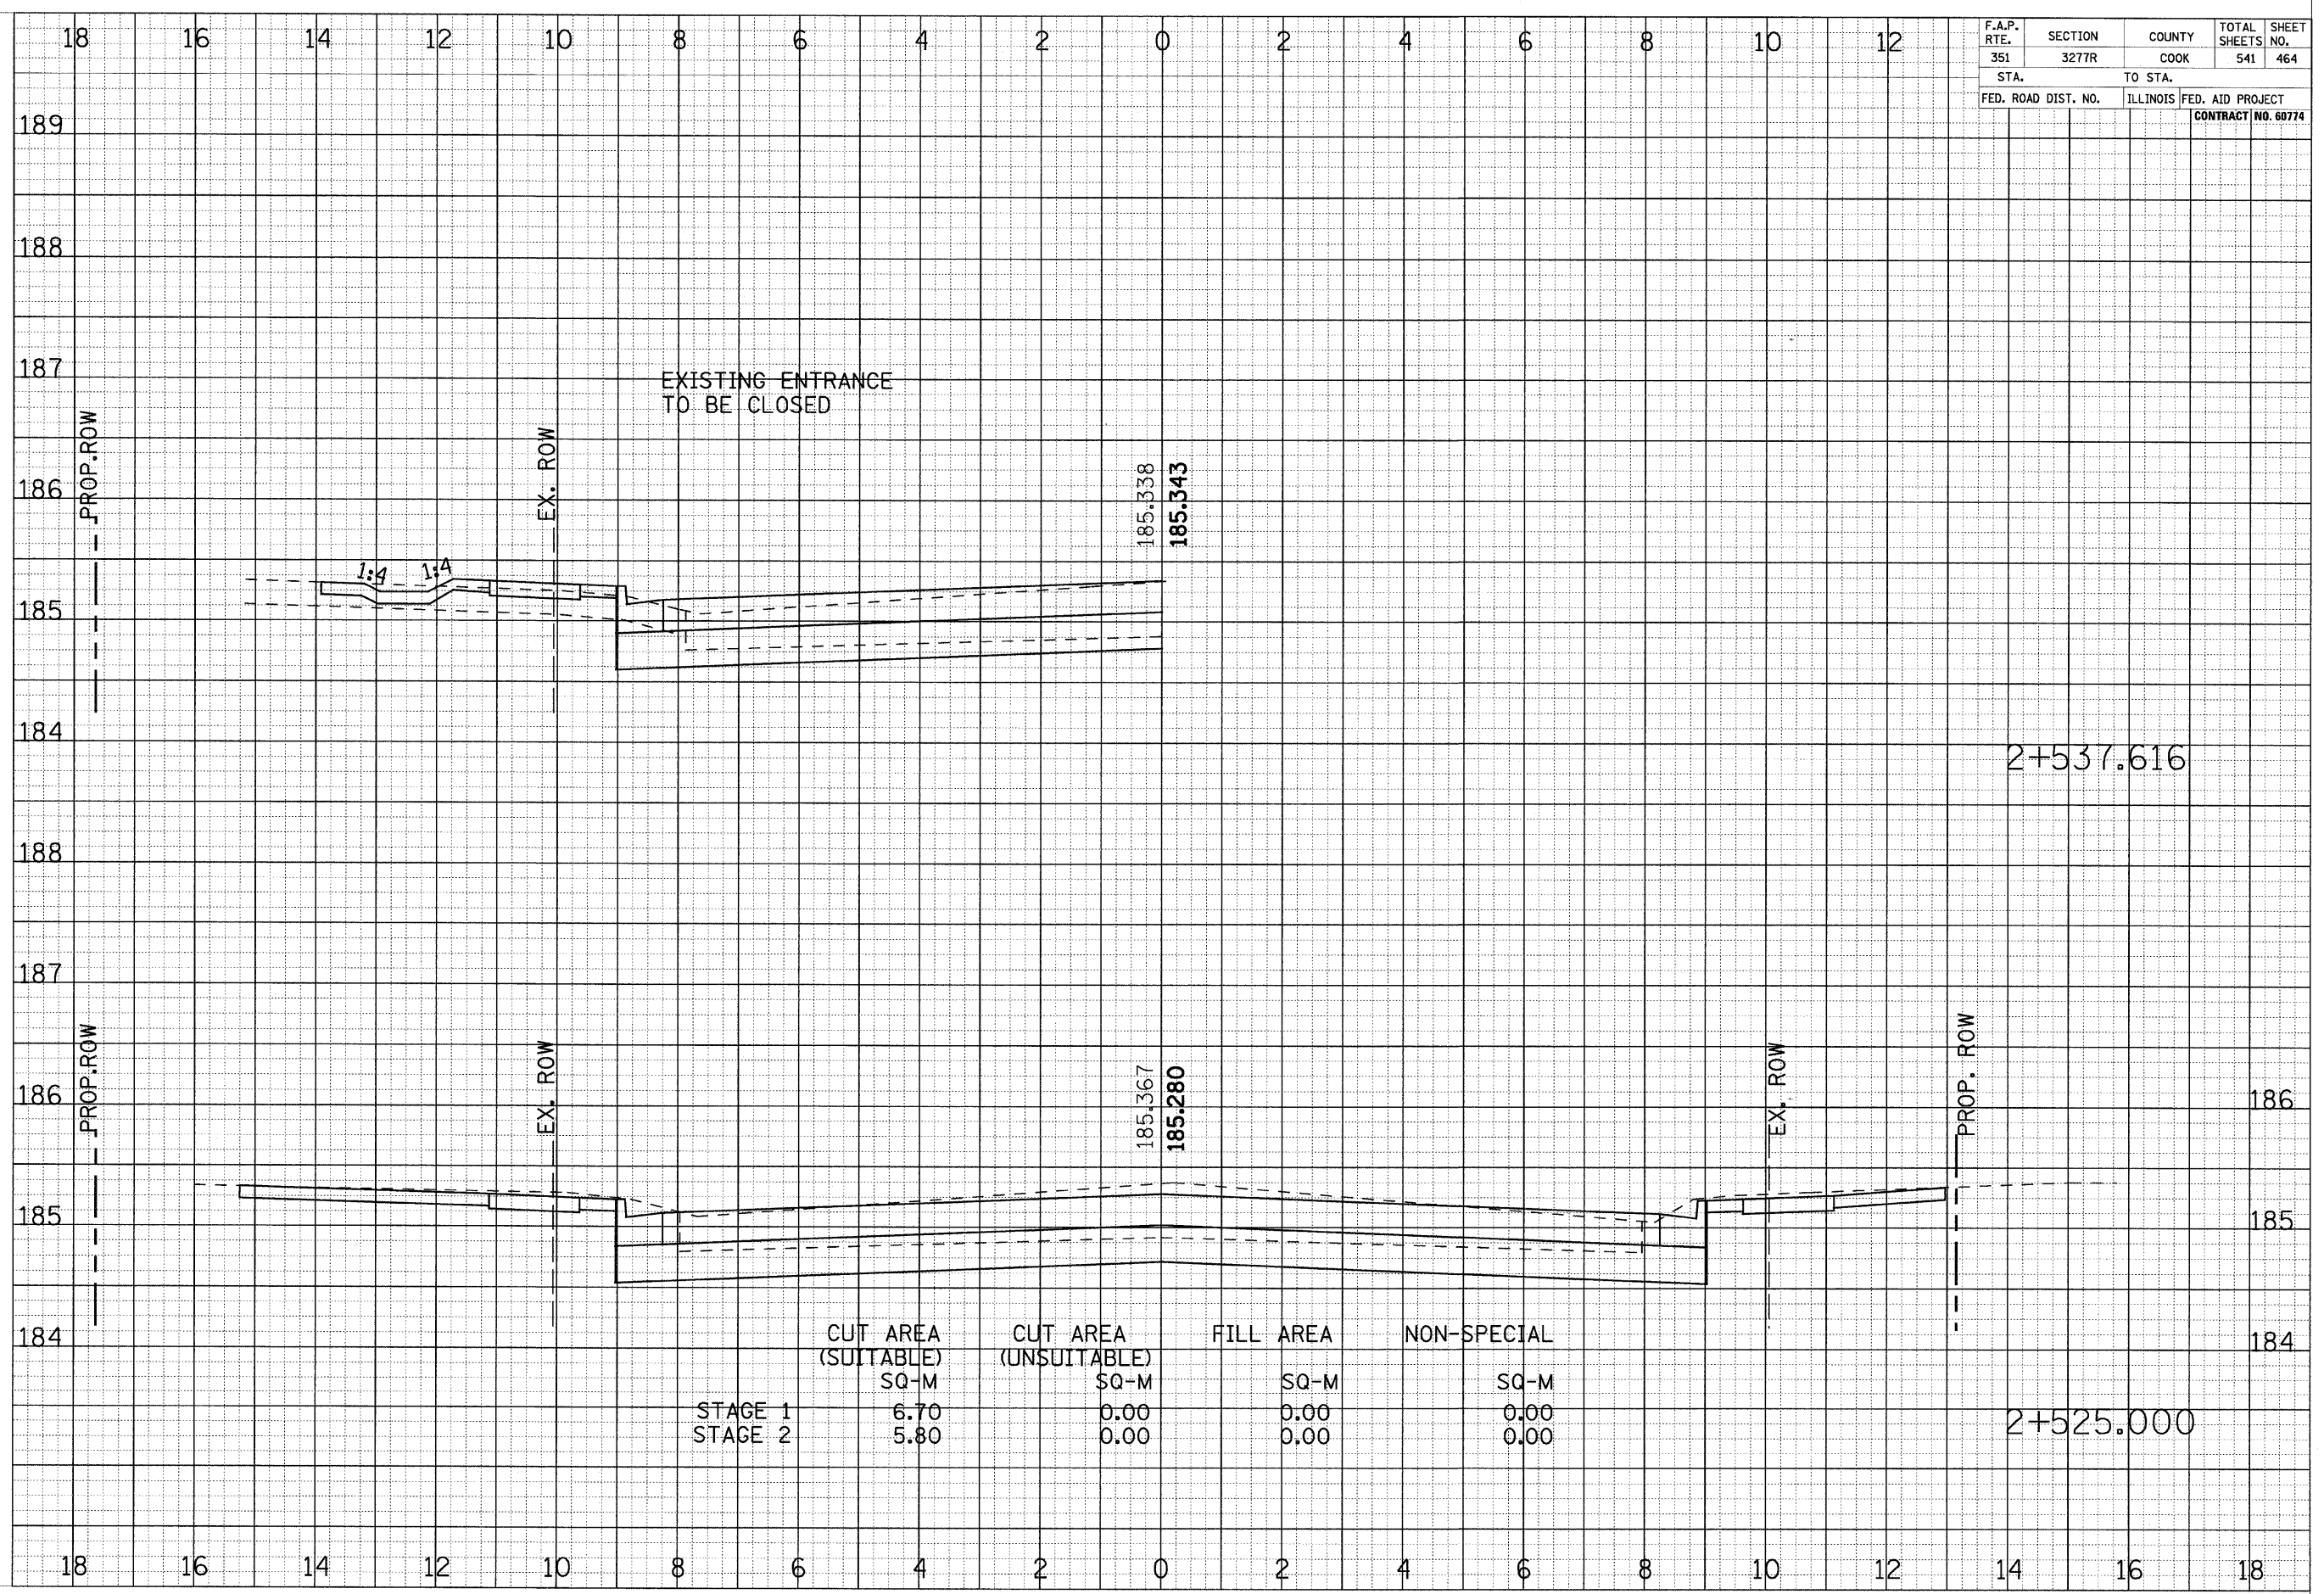 18 16 14 12 10 8 6 4 2 0 2 4 6 8 10 12
F.A.P. RTE. SECTION COUNTY TOTAL SHEETS SHEET NO.
351 3277R COOK 541 464
STA. TO STA.
FED. ROAD DIST. NO. ILLINOIS FED. AID PROJECT
CONTRACT NO. 60774
189
188
187
EXISTING ENTRANCE
TO BE CLOSED
PROP.ROW
EX. ROW
186
185.338
185.343
1:4 1:4
185
184
2+537.616
188
187
PROP.ROW
EX. ROW
185.367
185.280
EX. ROW
PROP. ROW
186 186
185 185
184 184
CUT AREA CUT AREA FILL AREA NON-SPECIAL
(SUITABLE) (UNSUITABLE)
SQ-M SQ-M SQ-M SQ-M
STAGE 1 6.70 0.00 0.00 0.00
STAGE 2 5.80 0.00 0.00 0.00
2+525.000
18 16 14 12 10 8 6 4 2 0 2 4 6 8 10 12 14 16 18